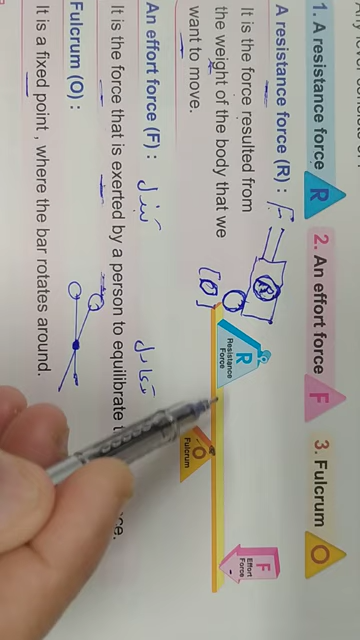 1. A resistance force R 2. An effort force F 3. Fulcrum O
A resistance force (R) : F
It is the force resulted from
the weight of the body that we
want to move.
R
[O]
R
Resistance
Force
O
Fulcrum
F
Effort
Force
An effort force (F) :
It is the force that is exerted by a person to equilibrate
تعادل
Fulcrum (O) :
It is a fixed point , where the bar rotates around.